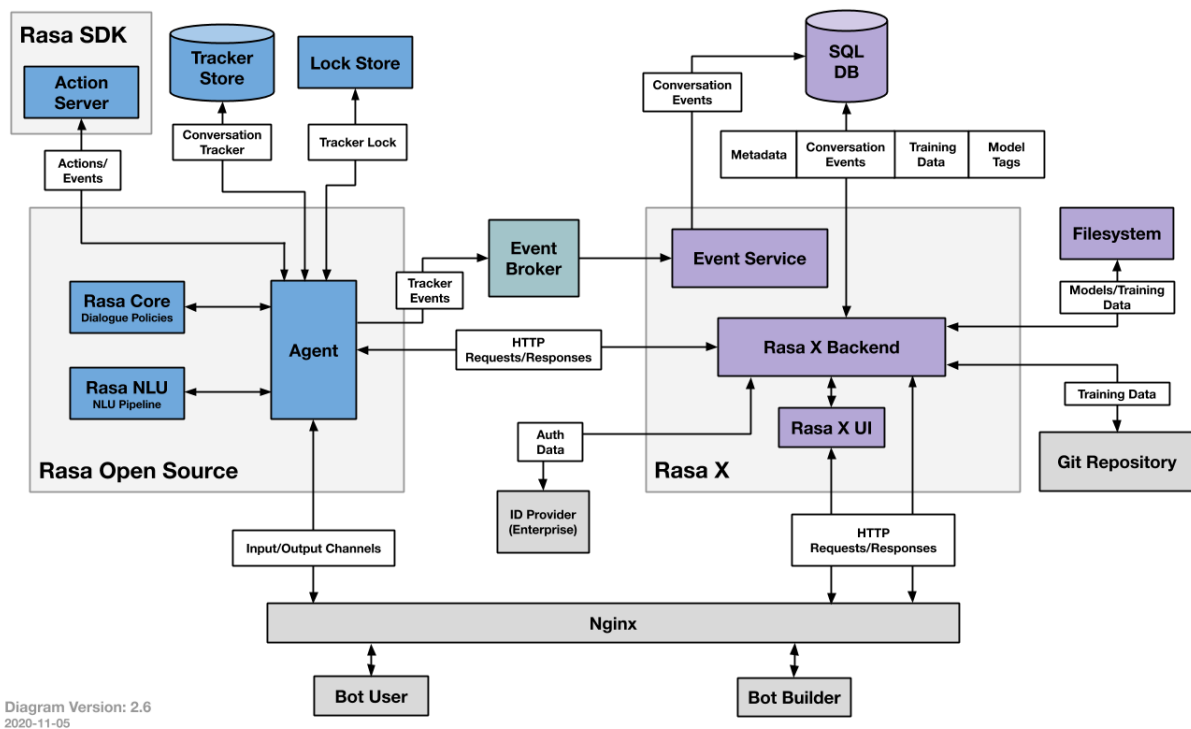 Rasa SDK
Action
Server
Tracker
Store
Lock Store
SQL
DB
Conversation
Events
Conversation
Tracker
Tracker Lock
Actions/
Events
Metadata
Conversation
Events
Training
Data
Model
Tags
Event
Broker
Event Service
Filesystem
Tracker
Events
Models/Training
Data
Rasa Core
Dialogue Policies
Agent
HTTP
Requests/Responses
Rasa X Backend
Rasa NLU
NLU Pipeline
Training Data
Rasa X UI
Auth
Data
Rasa Open Source
Rasa X
Git Repository
ID Provider
(Enterprise)
Input/Output Channels
HTTP
Requests/Responses
Nginx
Bot User
Bot Builder
Diagram Version: 2.6
2020-11-05